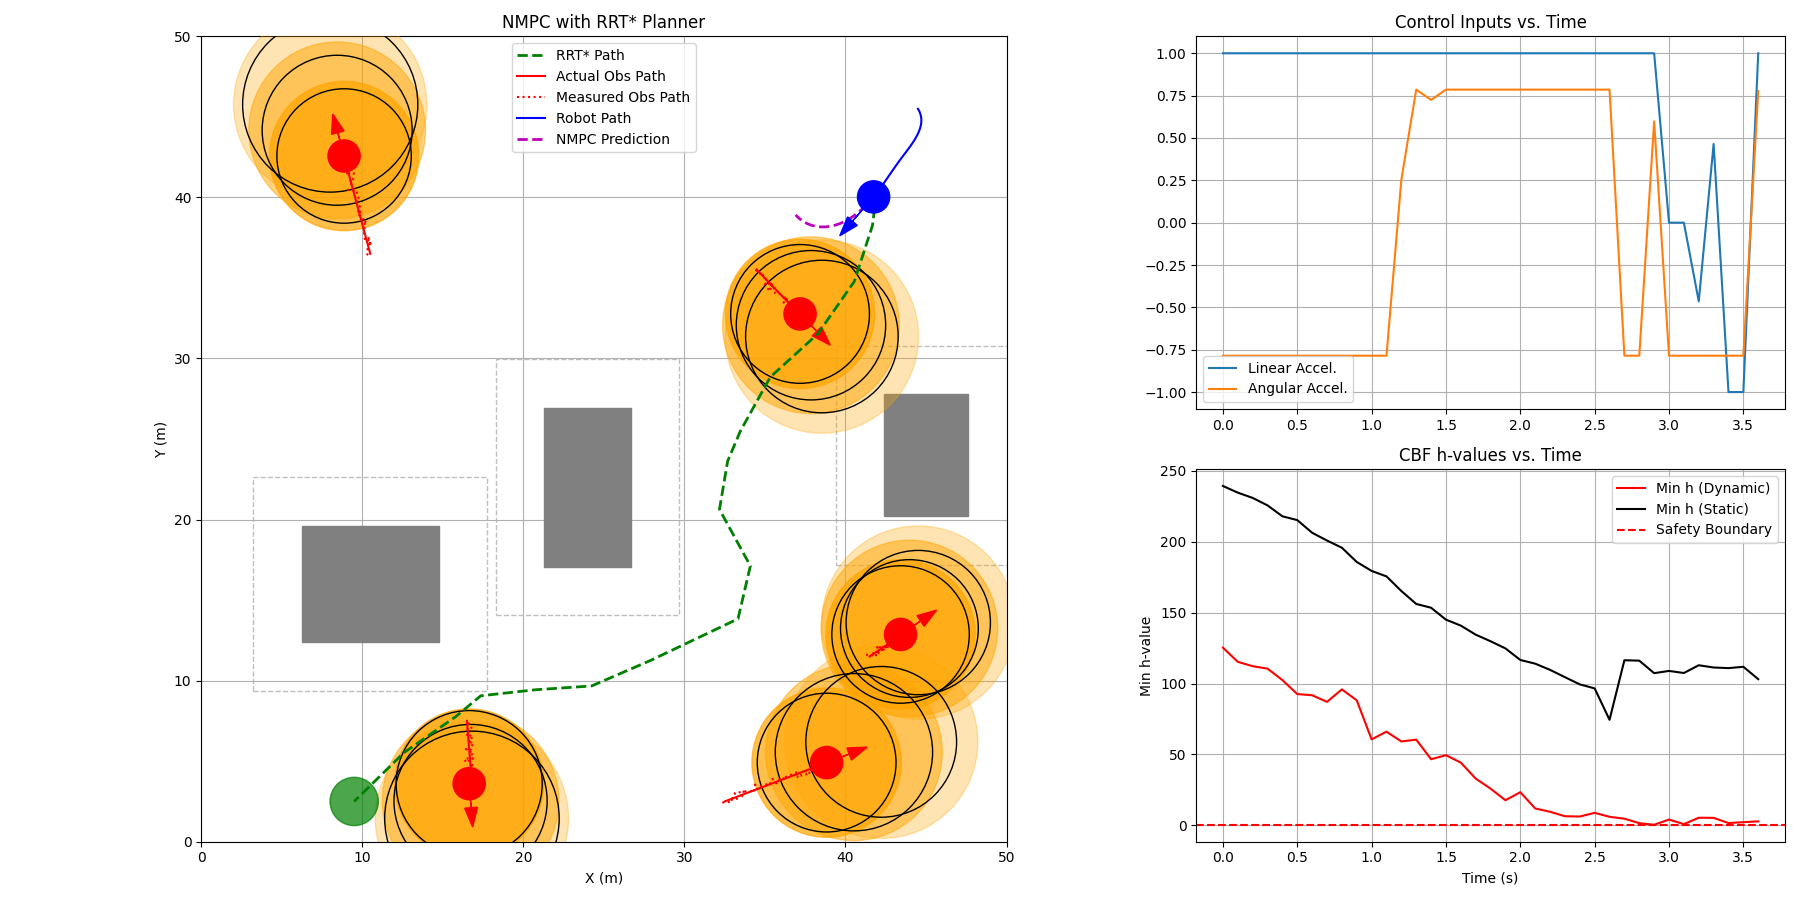 NMPC with RRT* Planner
RRT* Path
Actual Obs Path
Measured Obs Path
Robot Path
NMPC Prediction
50
40
30
20
10
0
Y (m)
0 10 20 30 40 50
X (m)
Control Inputs vs. Time
1.00
0.75
0.50
0.25
0.00
−0.25
−0.50
−0.75
−1.00
Linear Accel.
Angular Accel.
0.0 0.5 1.0 1.5 2.0 2.5 3.0 3.5
CBF h-values vs. Time
Min h (Dynamic)
Min h (Static)
Safety Boundary
250
200
150
100
50
0
Min h-value
0.0 0.5 1.0 1.5 2.0 2.5 3.0 3.5
Time (s)